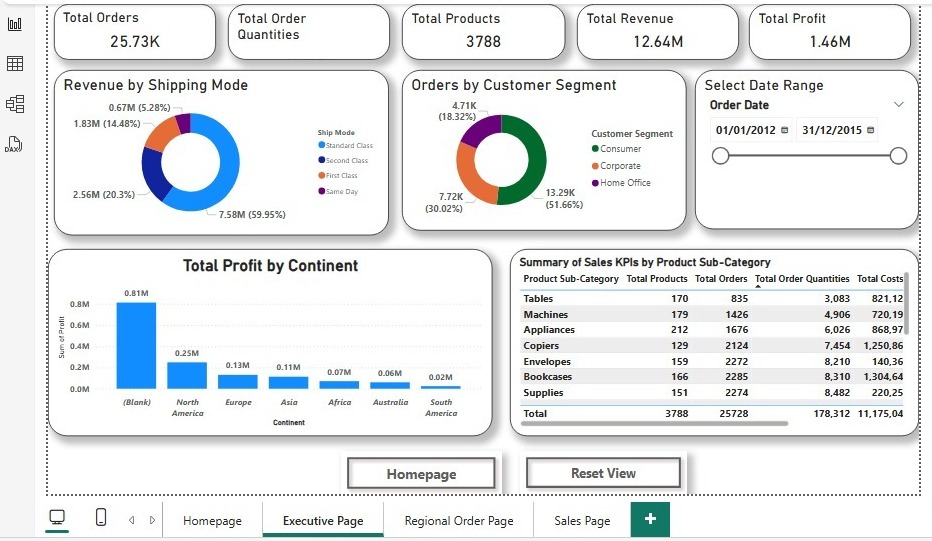 Total Orders
25.73K
Total Order
Quantities
Total Products
3788
Total Revenue
12.64M
Total Profit
1.46M
Revenue by Shipping Mode
0.67M (5.28%)
1.83M (14.48%)
2.56M (20.3%)
7.58M (59.95%)
Ship Mode
Standard Class
Second Class
First Class
Same Day
Orders by Customer Segment
4.71K
(18.32%)
7.72K
(30.02%)
13.29K
(51.66%)
Customer Segment
Consumer
Corporate
Home Office
Select Date Range
Order Date
01/01/2012
31/12/2015
Total Profit by Continent
Sum of Profit
0.8M
0.6M
0.4M
0.2M
0.0M
0.81M
0.25M
0.13M
0.11M
0.07M
0.06M
0.02M
(Blank)
North
America
Europe
Asia
Africa
Australia
South
America
Continent
Summary of Sales KPIs by Product Sub-Category
Product Sub-Category Total Products Total Orders Total Order Quantities Total Costs
Tables 170 835 3,083 821,12
Machines 179 1426 4,906 720,19
Appliances 212 1676 6,026 868,97
Copiers 129 2124 7,454 1,250,86
Envelopes 159 2272 8,210 140,36
Bookcases 166 2285 8,310 1,304,64
Supplies 151 2274 8,482 220,25
Total 3788 25728 178,312 11,175,04
Homepage
Reset View
DAX
Homepage
Executive Page
Regional Order Page
Sales Page
+